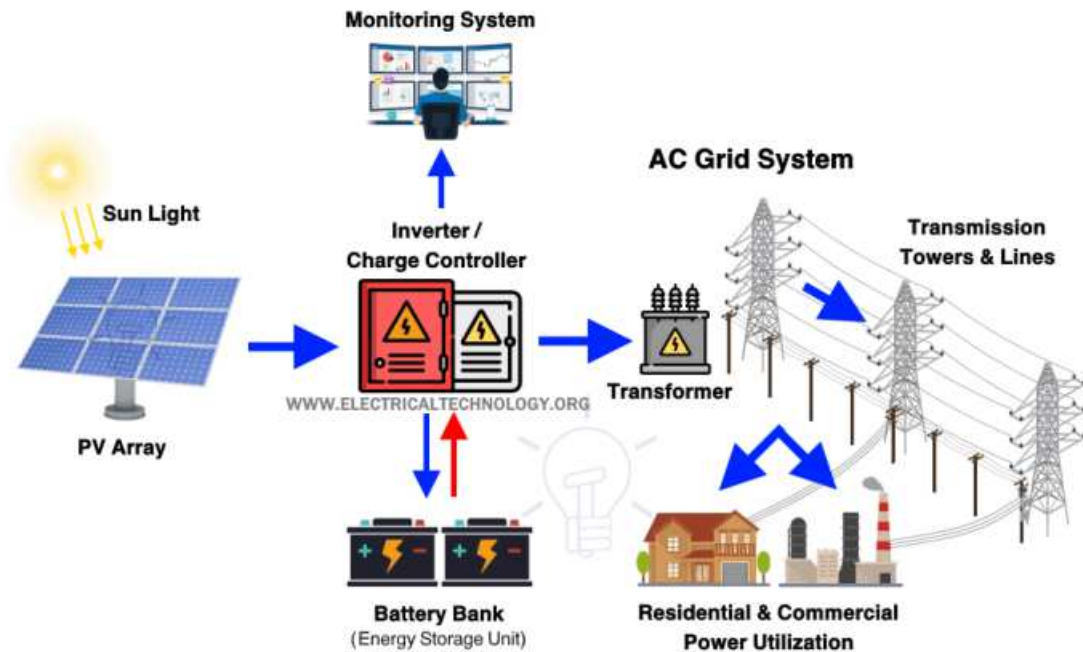 Monitoring System
AC Grid System
Sun Light
Transmission
Towers & Lines
Inverter /
Charge Controller
Transformer
WWW.ELECTRICALTECHNOLOGY.ORG
PV Array
Battery Bank
(Energy Storage Unit)
Residential & Commercial
Power Utilization